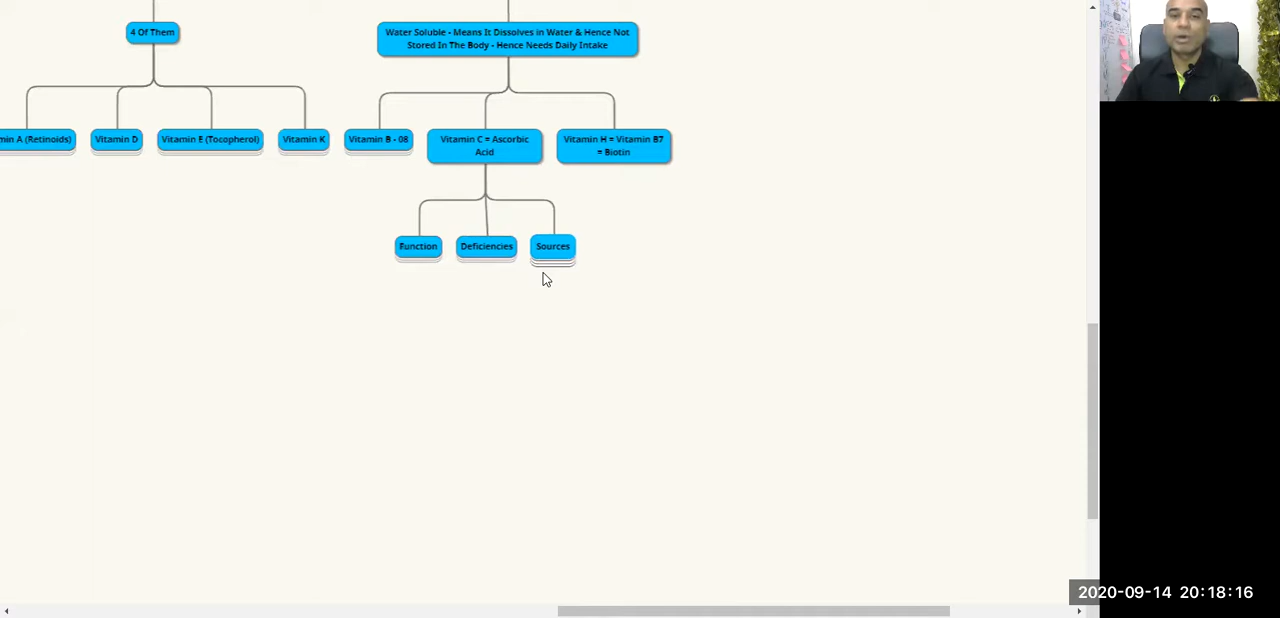 4 Of Them
Water Soluble - Means It Dissolves in Water & Hence Not
Stored In The Body - Hence Needs Daily Intake
min A (Retinoids)
Vitamin D
Vitamin E (Tocopherol)
Vitamin K
Vitamin B - 08
Vitamin C = Ascorbic
Acid
Vitamin H = Vitamin B7
= Biotin
Function
Deficiencies
Sources
2020-09-14 20:18:16